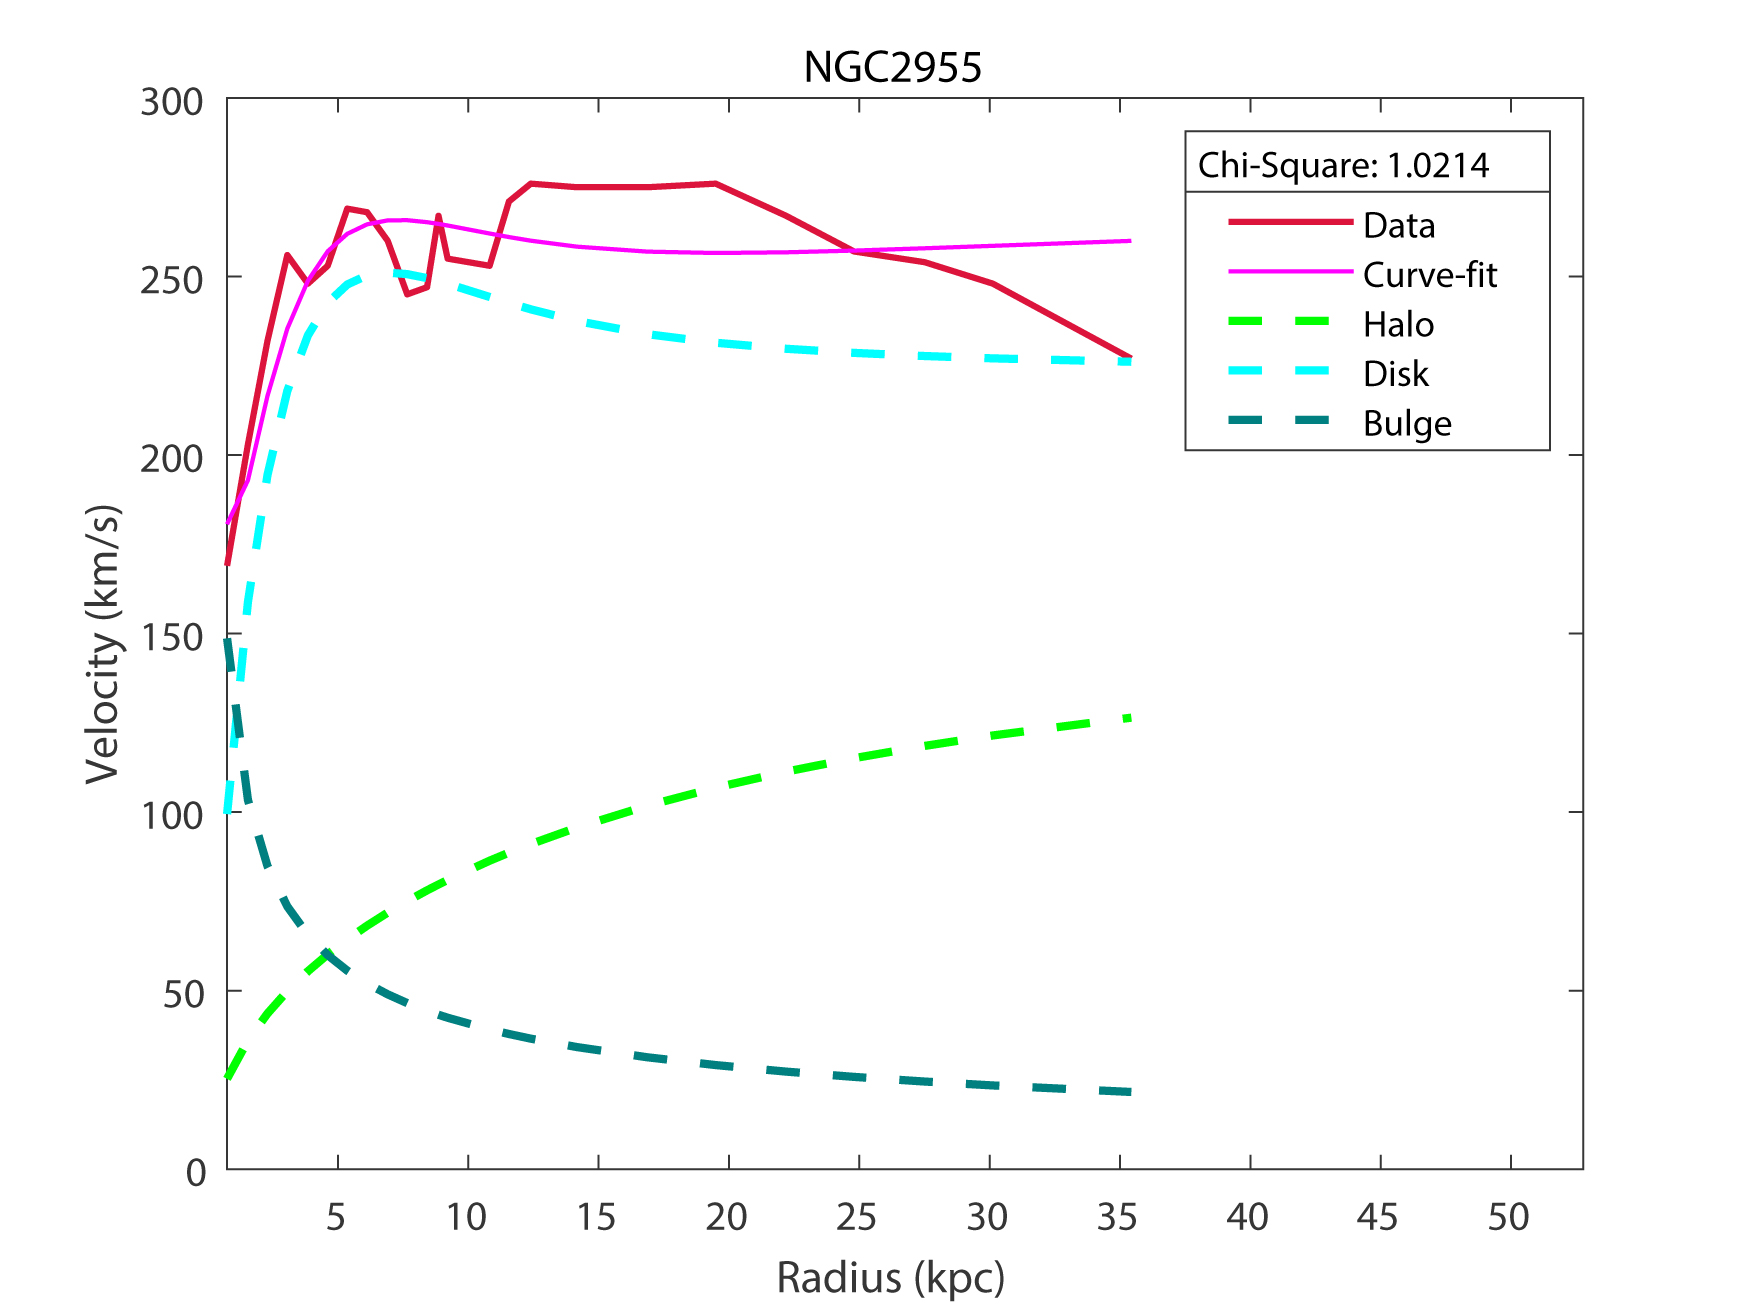 NGC2955
300
250
200
150
100
50
0
Velocity (km/s)
Chi-Square: 1.0214
Data
Curve-fit
Halo
Disk
Bulge
5 10 15 20 25 30 35 40 45 50
Radius (kpc)